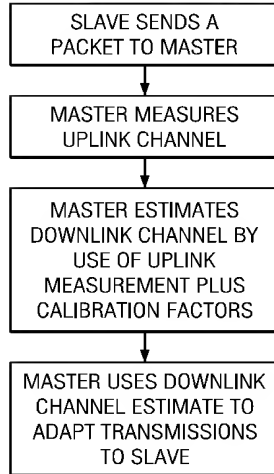 SLAVE SENDS A
PACKET TO MASTER
MASTER MEASURES
UPLINK CHANNEL
MASTER ESTIMATES
DOWNLINK CHANNEL BY
USE OF UPLINK
MEASUREMENT PLUS
CALIBRATION FACTORS
MASTER USES DOWNLINK
CHANNEL ESTIMATE TO
ADAPT TRANSMISSIONS
TO SLAVE